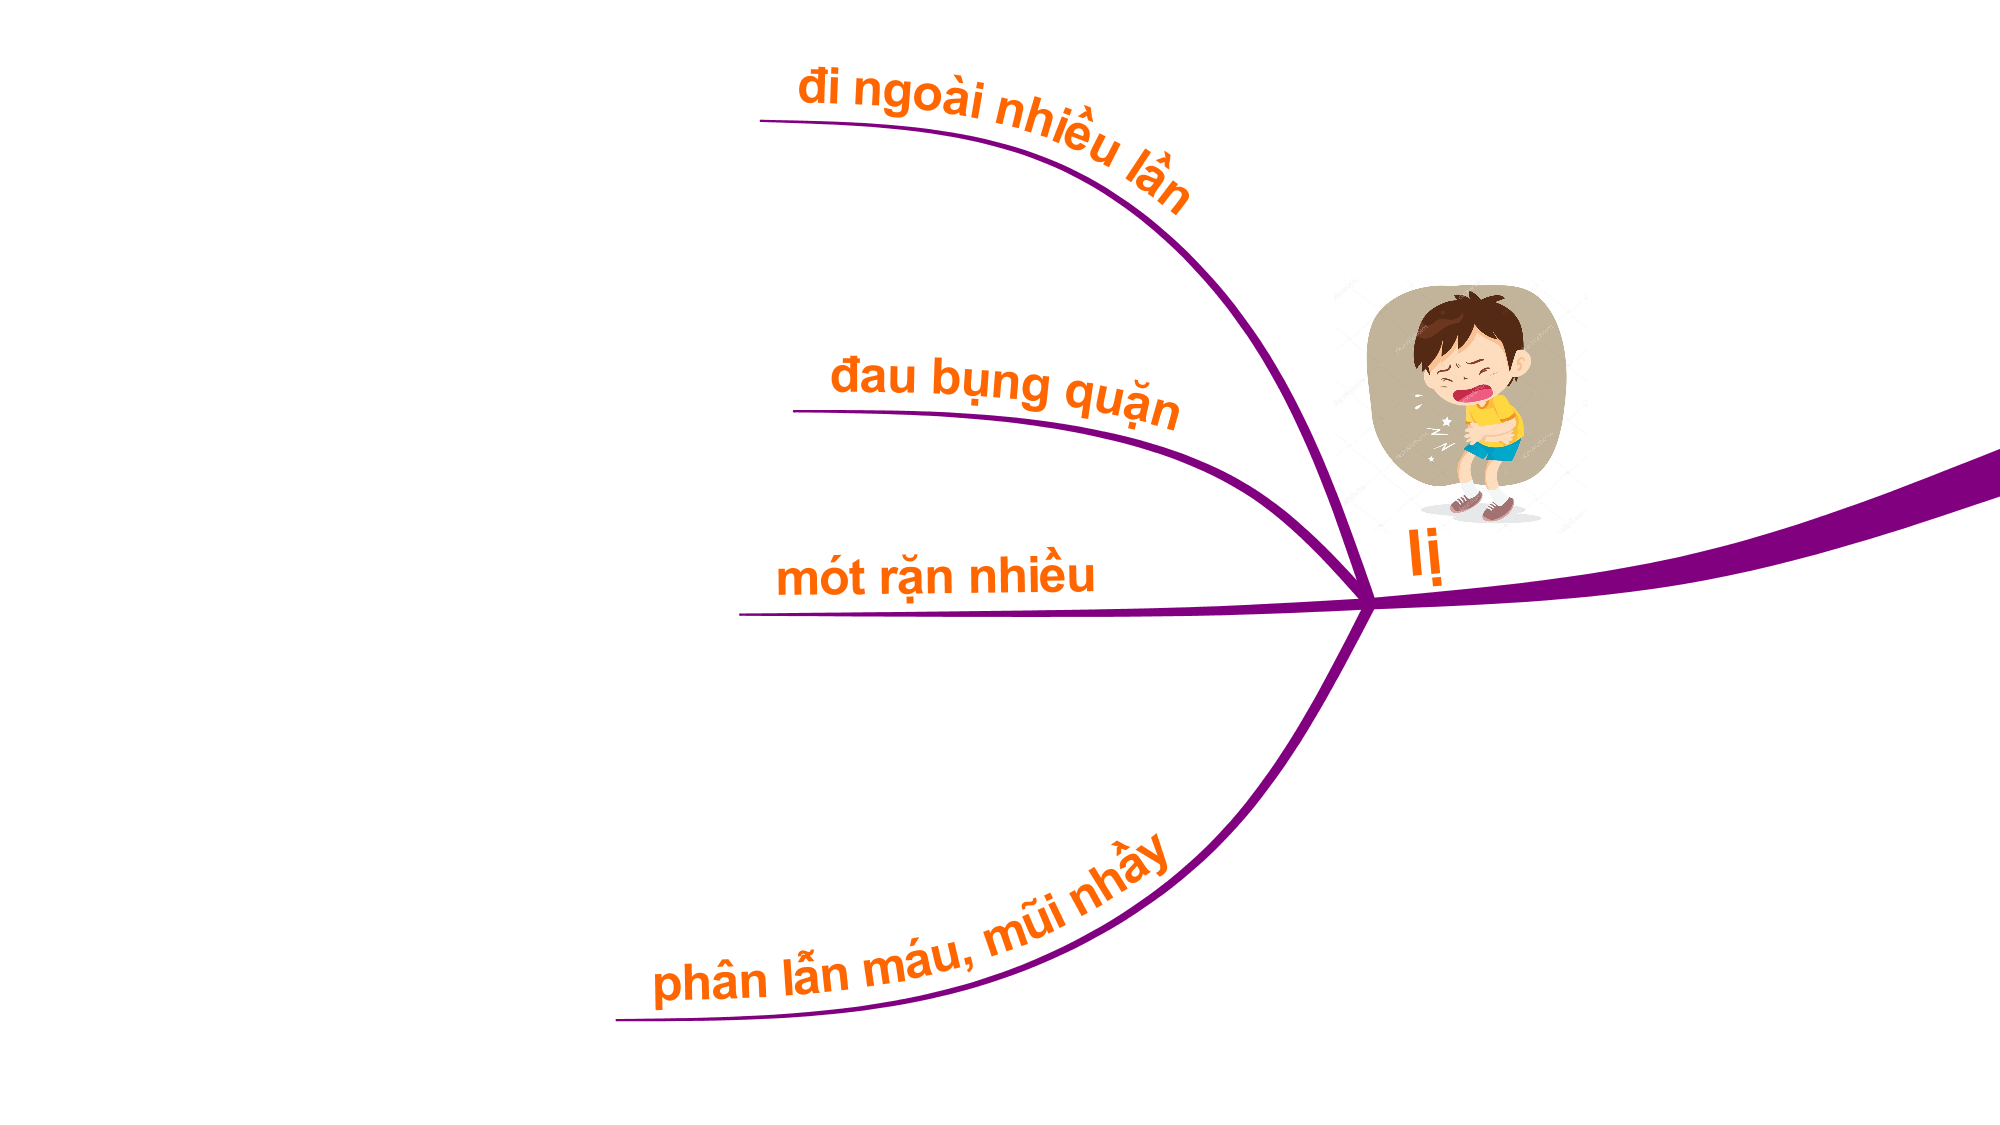 đi ngoài nhiều lần
đau bụng quặn
lị
mót rặn nhiều
phân lẫn máu, mũi nhầy